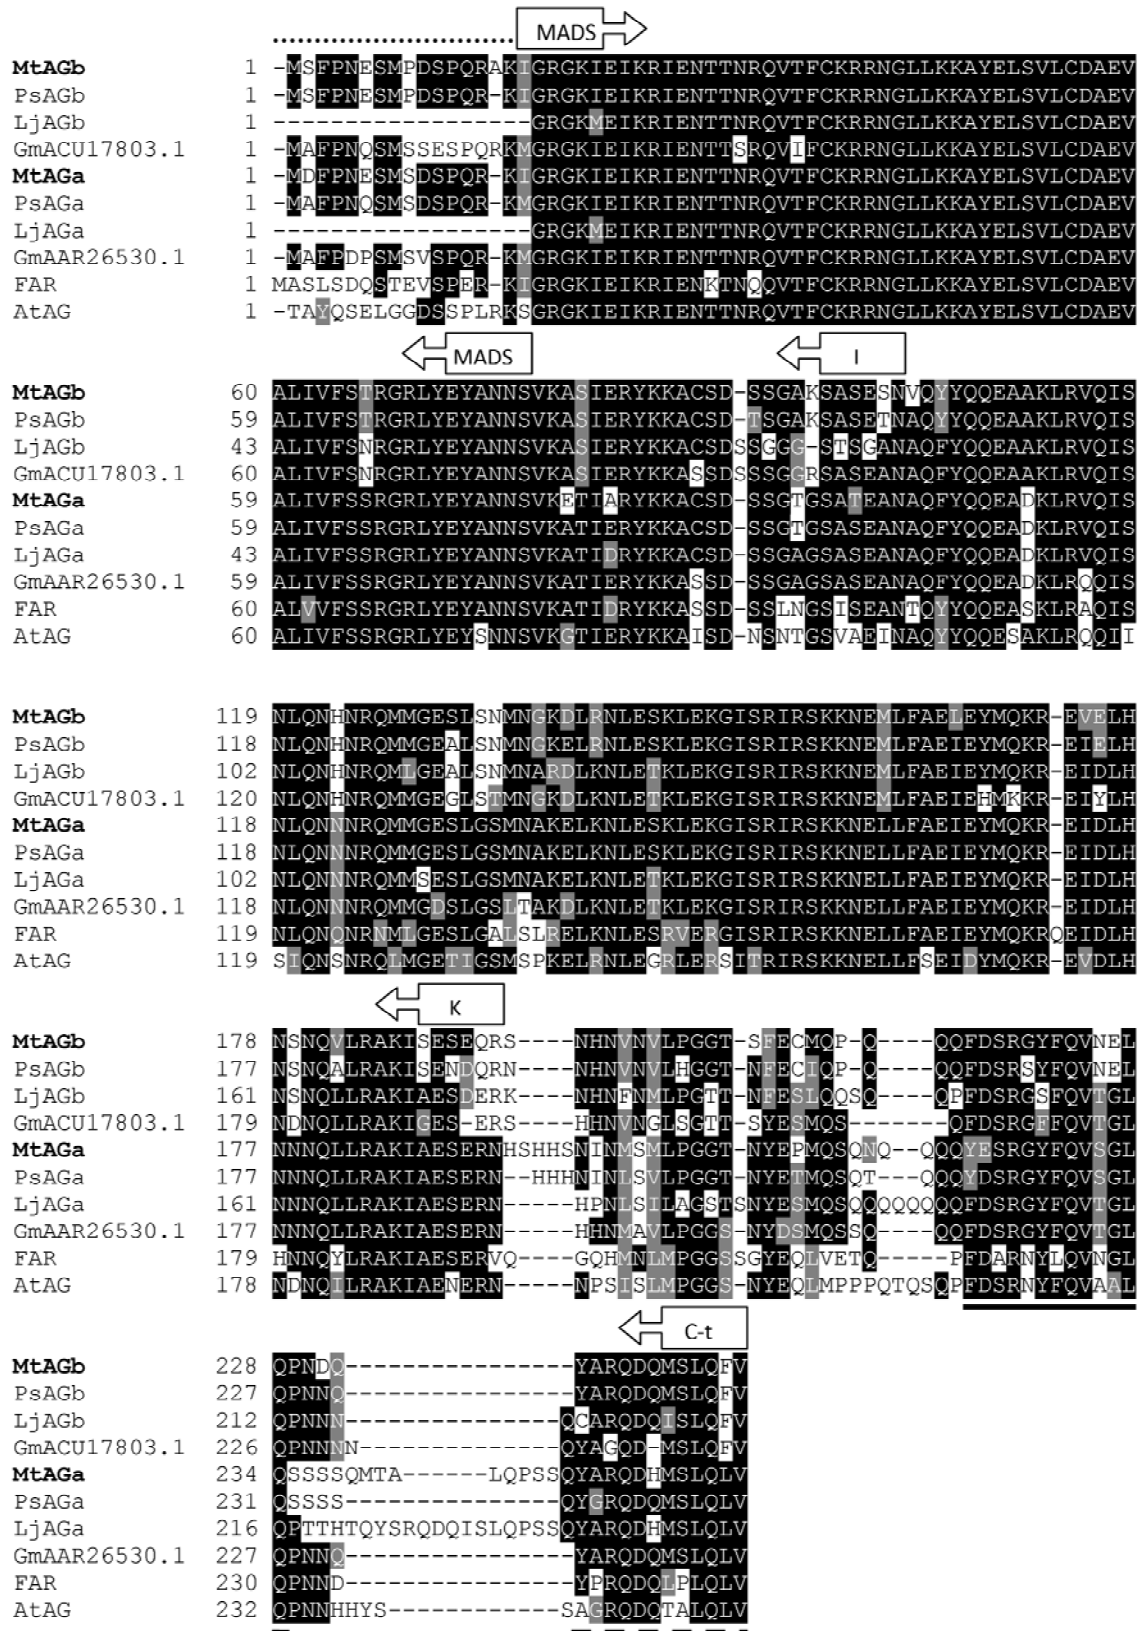 MADS
MtAGb 1 -MSFPNESMPDSPQRAKIGRGKIEIKRIENTTNRQVTFCKRRNGLLKKAYELSVLCDAEV
PsAGb 1 -MSFPNESMPDSPQR-KIGRGKIEIKRIENTTNRQVTFCKRRNGLLKKAYELSVLCDAEV
LjAGb 1 ------------------GRGKMEIKRIENTTNRQVTFCKRRNGLLKKAYELSVLCDAEV
GmACU17803.1 1 -MAFPNQSMSSESPQRKMGRGKIEIKRIENTTSRQVIFCKRRNGLLKKAYELSVLCDAEV
MtAGa 1 -MDFPNESMSDSPQR-KIGRGKIEIKRIENTTNRQVTFCKRRNGLLKKAYELSVLCDAEV
PsAGa 1 -MAFPNQSMSDSPQR-KMGRGKIEIKRIENTTNRQVTFCKRRNGLLKKAYELSVLCDAEV
LjAGa 1 ------------------GRGKMEIKRIENTTNRQVTFCKRRNGLLKKAYELSVLCDAEV
GmAAR26530.1 1 -MAFPDPSMSVSPQR-KMGRGKIEIKRIENTTNRQVTFCKRRNGLLKKAYELSVLCDAEV
FAR 1 MASLSDQSTEVSPER-KIGRGKIEIKRIENKTNQQVTFCKRRNGLLKKAYELSVLCDAEV
AtAG 1 -TAYQSELGGDSSPLRKSGRGKIEIKRIENTTNRQVTFCKRRNGLLKKAYELSVLCDAEV
MADS I
MtAGb 60 ALIVFSTRGRLYEYANNSVKASIERYKKACSD-SSGAKSASESNVQYYQQEAAKLRVQIS
PsAGb 59 ALIVFSTRGRLYEYANNSVKASIERYKKACSD-TSGAKSASETNAQYYQQEAAKLRVQIS
LjAGb 43 ALIVFSNRGRLYEYANNSVKASIERYKKACSDSSGGG-STSGANAQFYQQEAAKLRVQIS
GmACU17803.1 60 ALIVFSNRGRLYEYANNSVKASIERYKKASSDSSSGGRSASEANAQFYQQEAAKLRVQIS
MtAGa 59 ALIVFSSRGRLYEYANNSVKETIARYKKACSD-SSGTGSATEANAQFYQQEADKLRVQIS
PsAGa 59 ALIVFSSRGRLYEYANNSVKATIERYKKACSD-SSGTGSASEANAQFYQQEADKLRVQIS
LjAGa 43 ALIVFSSRGRLYEYANNSVKATIDRYKKACSD-SSGAGSASEANAQFYQQEADKLRVQIS
GmAAR26530.1 59 ALIVFSSRGRLYEYANNSVKATIERYKKASSD-SSGAGSASEANAQFYQQEADKLRQQIS
FAR 60 ALVVFSSRGRLYEYANNSVKATIDRYKKASSD-SSLNGSISEANTQYYQQEASKLRAQIS
AtAG 60 ALIVFSSRGRLYEYSNNSVKGTIERYKKAISD-NSNTGSVAEINAQYYQQESAKLRQQII
MtAGb 119 NLQNHNRQMMGESLSNMNGKDLRNLESKLEKGISRIRSKKNEMLFAELEYMQKR-EVELH
PsAGb 118 NLQNHNRQMMGEALSNMNGKELRNLESKLEKGISRIRSKKNEMLFAEIEYMQKR-EIELH
LjAGb 102 NLQNHNRQMLGEALSNMNARDLKNLETKLEKGISRIRSKKNEMLFAEIEYMQKR-EIDLH
GmACU17803.1 120 NLQNHNRQMMGEGLSTMNGKDLKNLETKLEKGISRIRSKKNEMLFAEIEHMKKR-EIYLH
MtAGa 118 NLQNNNRQMMGESLGSMNAKELKNLESKLEKGISRIRSKKNELLFAEIEYMQKR-EIDLH
PsAGa 118 NLQNNNRQMMGESLGSMNAKELKNLESKLEKGISRIRSKKNELLFAEIEYMQKR-EIDLH
LjAGa 102 NLQNNNRQMMSESLGSMNAKELKNLETKLEKGISRIRSKKNELLFAEIEYMQKR-EIDLH
GmAAR26530.1 118 NLQNNNRQMMGDSLGSLTAKDLKNLETKLEKGISRIRSKKNELLFAEIEYMQKR-EIDLH
FAR 119 NLQNQNRNMLGESLGALSLRELKNLESRVERGISRIRSKKNELLFAEIEYMQKRQEIDLH
AtAG 119 SIQNSNRQLMGETIGSMSPKELRNLEGRLERSITRIRSKKNELLFSEIDYMQKR-EVDLH
K
MtAGb 178 NSNQVLRAKISESEQRS----NHNVNVLPGGT-SFECMQP-Q----QQFDSRGYFQVNEL
PsAGb 177 NSNQALRAKISENDQRN----NHNVNVLHGGT-NFECIQP-Q----QQFDSRSYFQVNEL
LjAGb 161 NSNQLLRAKIAESDERK----NHNFNMLPGTT-NFESLQQSQ----QPFDSRGSFQVTGL
GmACU17803.1 179 NDNQLLRAKIGES-ERS----HHNVNGLSGTT-SYESMQS------QQFDSRGFFQVTGL
MtAGa 177 NNNQLLRAKIAESERNHSHHSNINMSMLPGGT-NYEPMQSQNQ--QQQYESRGYFQVSGL
PsAGa 177 NNNQLLRAKIAESERN--HHHNINLSVLPGGT-NYETMQSQT---QQQYDSRGYFQVSGL
LjAGa 161 NNNQLLRAKIAESERN-----HPNLSILAGSTSNYESMQSQQQQQQQQFDSRGYFQVTGL
GmAAR26530.1 177 NNNQLLRAKIAESERN-----HHNMAVLPGGS-NYDSMQSSQ----QQFDSRGYFQVTGL
FAR 179 HNNQYLRAKIAESERVQ----GQHMNLMPGGSSGYEQLVETQ-----PFDARNYLQVNGL
AtAG 178 NDNQILRAKIAENERN-----NPSISLMPGGS-NYEQLMPPPQTQSQPFDSRNYFQVAAL
C-t
MtAGb 228 QPNDQ----------------YARQDQMSLQFV
PsAGb 227 QPNNQ----------------YARQDQMSLQFV
LjAGb 212 QPNNN---------------QCARQDQISLQFV
GmACU17803.1 226 QPNNNN--------------QYAGQD-MSLQFV
MtAGa 234 QSSSSQMTA------LQPSSQYARQDHMSLQLV
PsAGa 231 QSSSS---------------QYGRQDQMSLQLV
LjAGa 216 QPTTHTQYSRQDQISLQPSSQYARQDHMSLQLV
GmAAR26530.1 227 QPNNQ----------------YARQDQMSLQLV
FAR 230 QPNND----------------YPRQDQLPLQLV
AtAG 232 QPNNHHYS------------SAGRQDQTALQLV